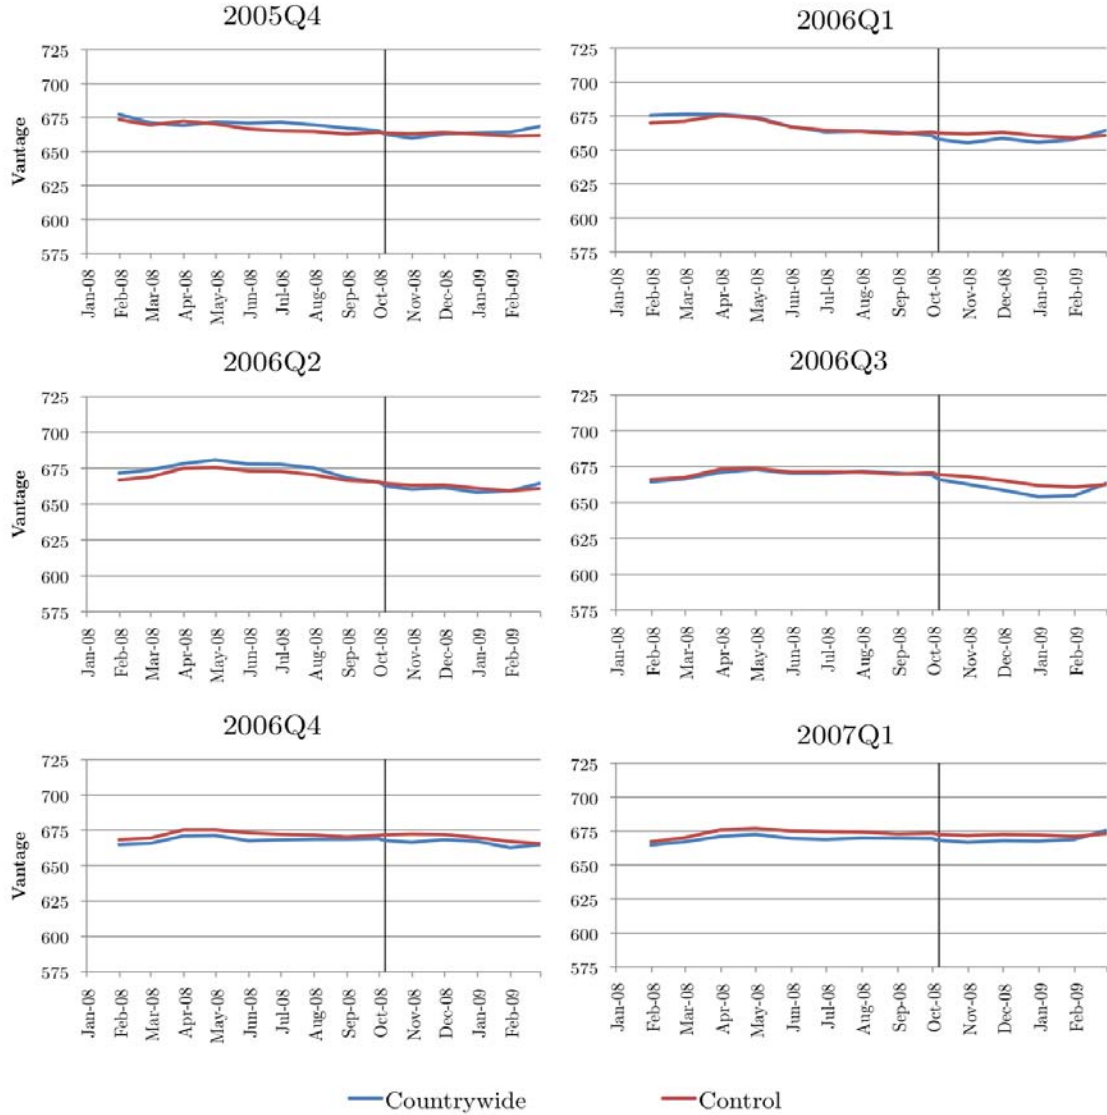 2005Q4
Vantage
725
700
675
650
625
600
575
Jan-08 Feb-08 Mar-08 Apr-08 May-08 Jun-08 Jul-08 Aug-08 Sep-08 Oct-08 Nov-08 Dec-08 Jan-09 Feb-09
2006Q1
725
700
675
650
625
600
575
Jan-08 Feb-08 Mar-08 Apr-08 May-08 Jun-08 Jul-08 Aug-08 Sep-08 Oct-08 Nov-08 Dec-08 Jan-09 Feb-09
2006Q2
Vantage
725
700
675
650
625
600
575
Jan-08 Feb-08 Mar-08 Apr-08 May-08 Jun-08 Jul-08 Aug-08 Sep-08 Oct-08 Nov-08 Dec-08 Jan-09 Feb-09
2006Q3
725
700
675
650
625
600
575
Jan-08 Feb-08 Mar-08 Apr-08 May-08 Jun-08 Jul-08 Aug-08 Sep-08 Oct-08 Nov-08 Dec-08 Jan-09 Feb-09
2006Q4
Vantage
725
700
675
650
625
600
575
Jan-08 Feb-08 Mar-08 Apr-08 May-08 Jun-08 Jul-08 Aug-08 Sep-08 Oct-08 Nov-08 Dec-08 Jan-09 Feb-09
2007Q1
725
700
675
650
625
600
575
Jan-08 Feb-08 Mar-08 Apr-08 May-08 Jun-08 Jul-08 Aug-08 Sep-08 Oct-08 Nov-08 Dec-08 Jan-09 Feb-09
Countrywide Control